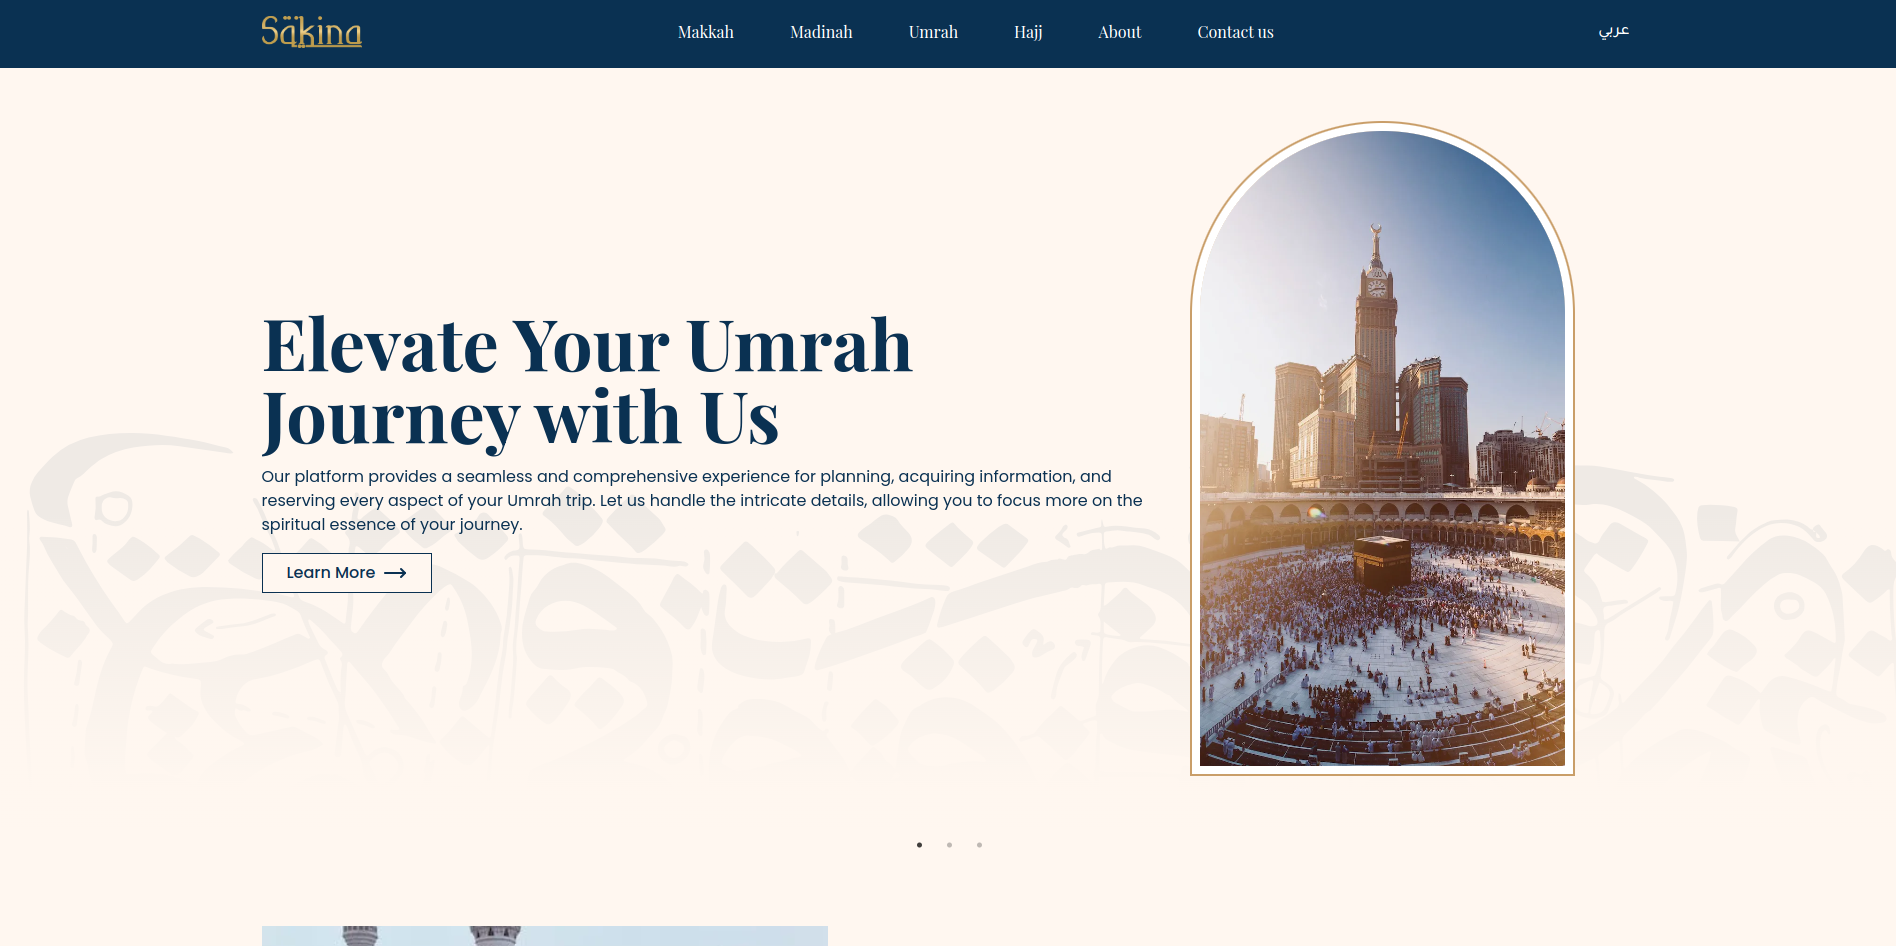 Sakina
Makkah
Madinah
Umrah
Hajj
About
Contact us
عربي
Elevate Your Umrah
Journey with Us
Our platform provides a seamless and comprehensive experience for planning, acquiring information, and
reserving every aspect of your Umrah trip. Let us handle the intricate details, allowing you to focus more on the
spiritual essence of your journey.
Learn More